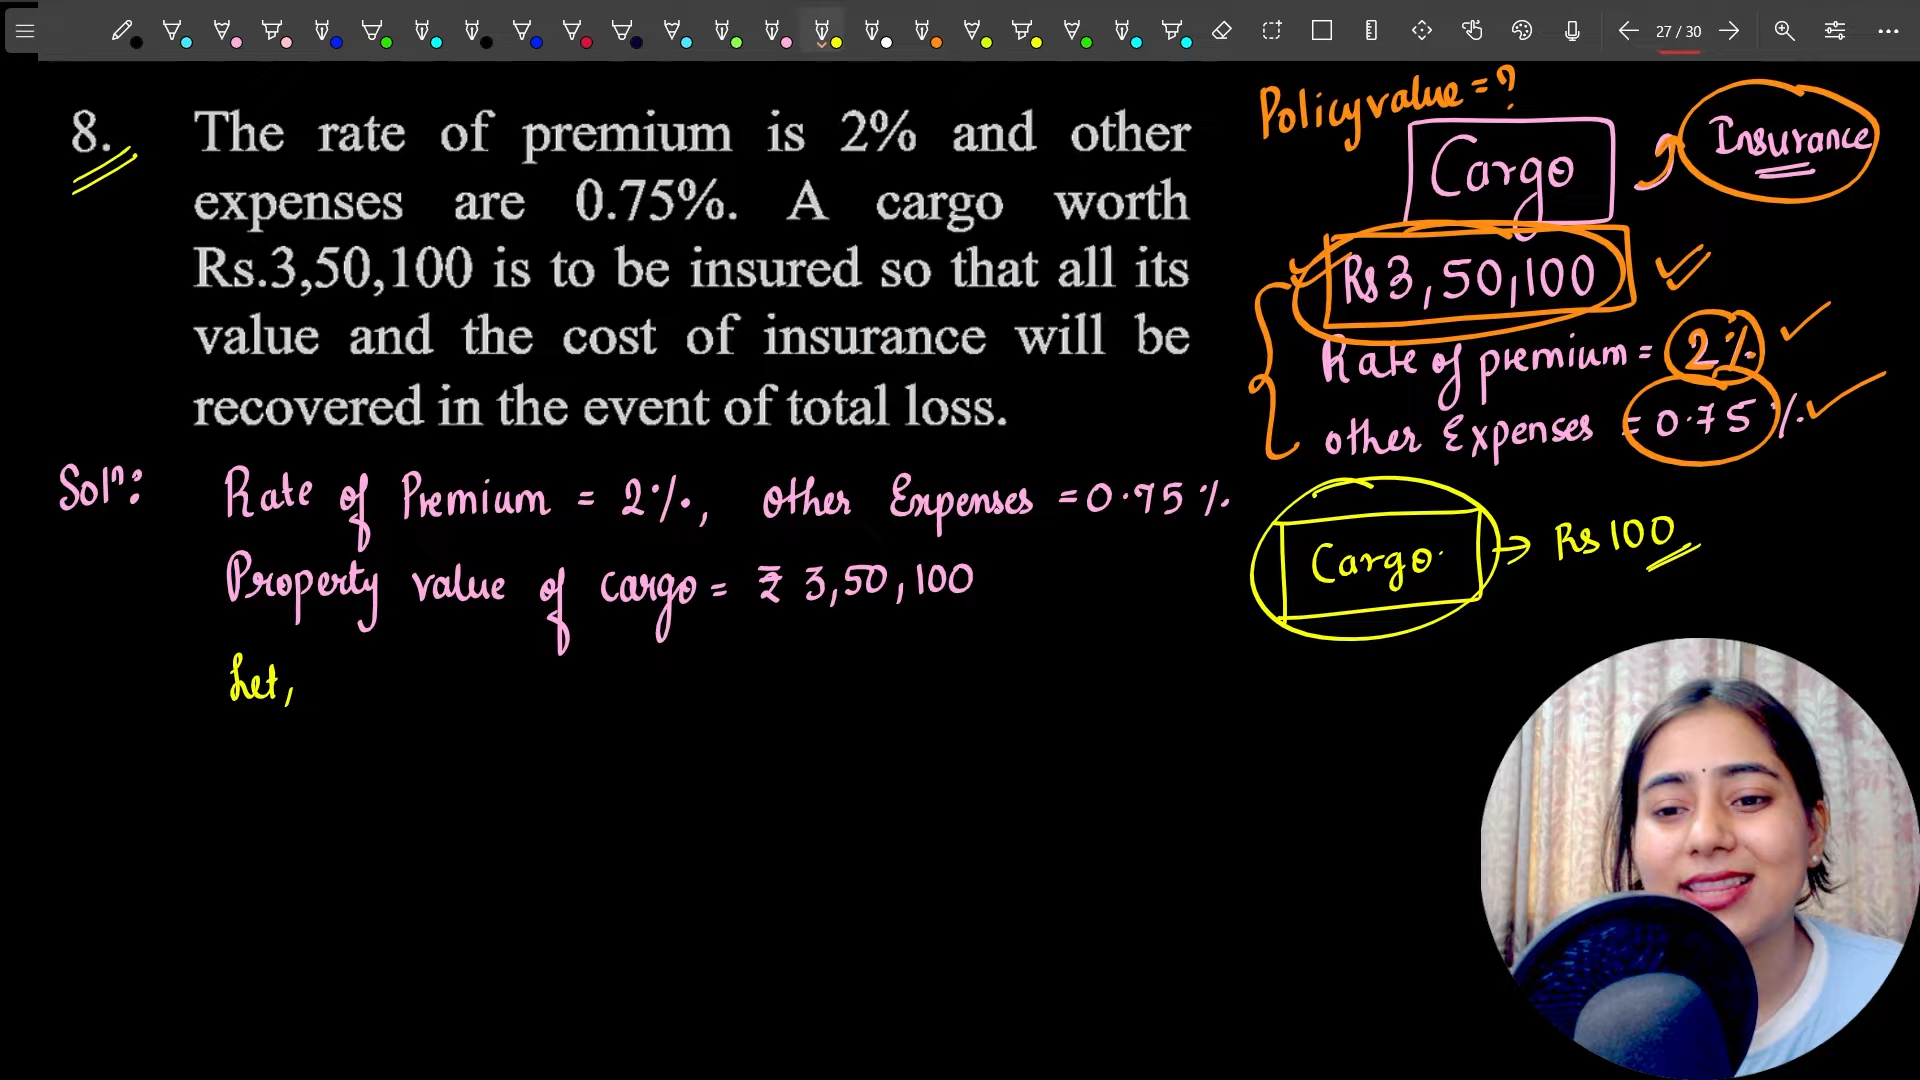 27 / 30
8. The rate of premium is 2% and other
expenses are 0.75%. A cargo worth
Rs.3,50,100 is to be insured so that all its
value and the cost of insurance will be
recovered in the event of total loss.
Policy value = ?
Cargo
Insurance
Rs 3,50,100
Rate of premium = 2%
other Expenses = 0.75%
Cargo → Rs 100
Solⁿ: Rate of Premium = 2%, other Expenses = 0.75%
Property value of cargo = ₹ 3,50,100
Let,